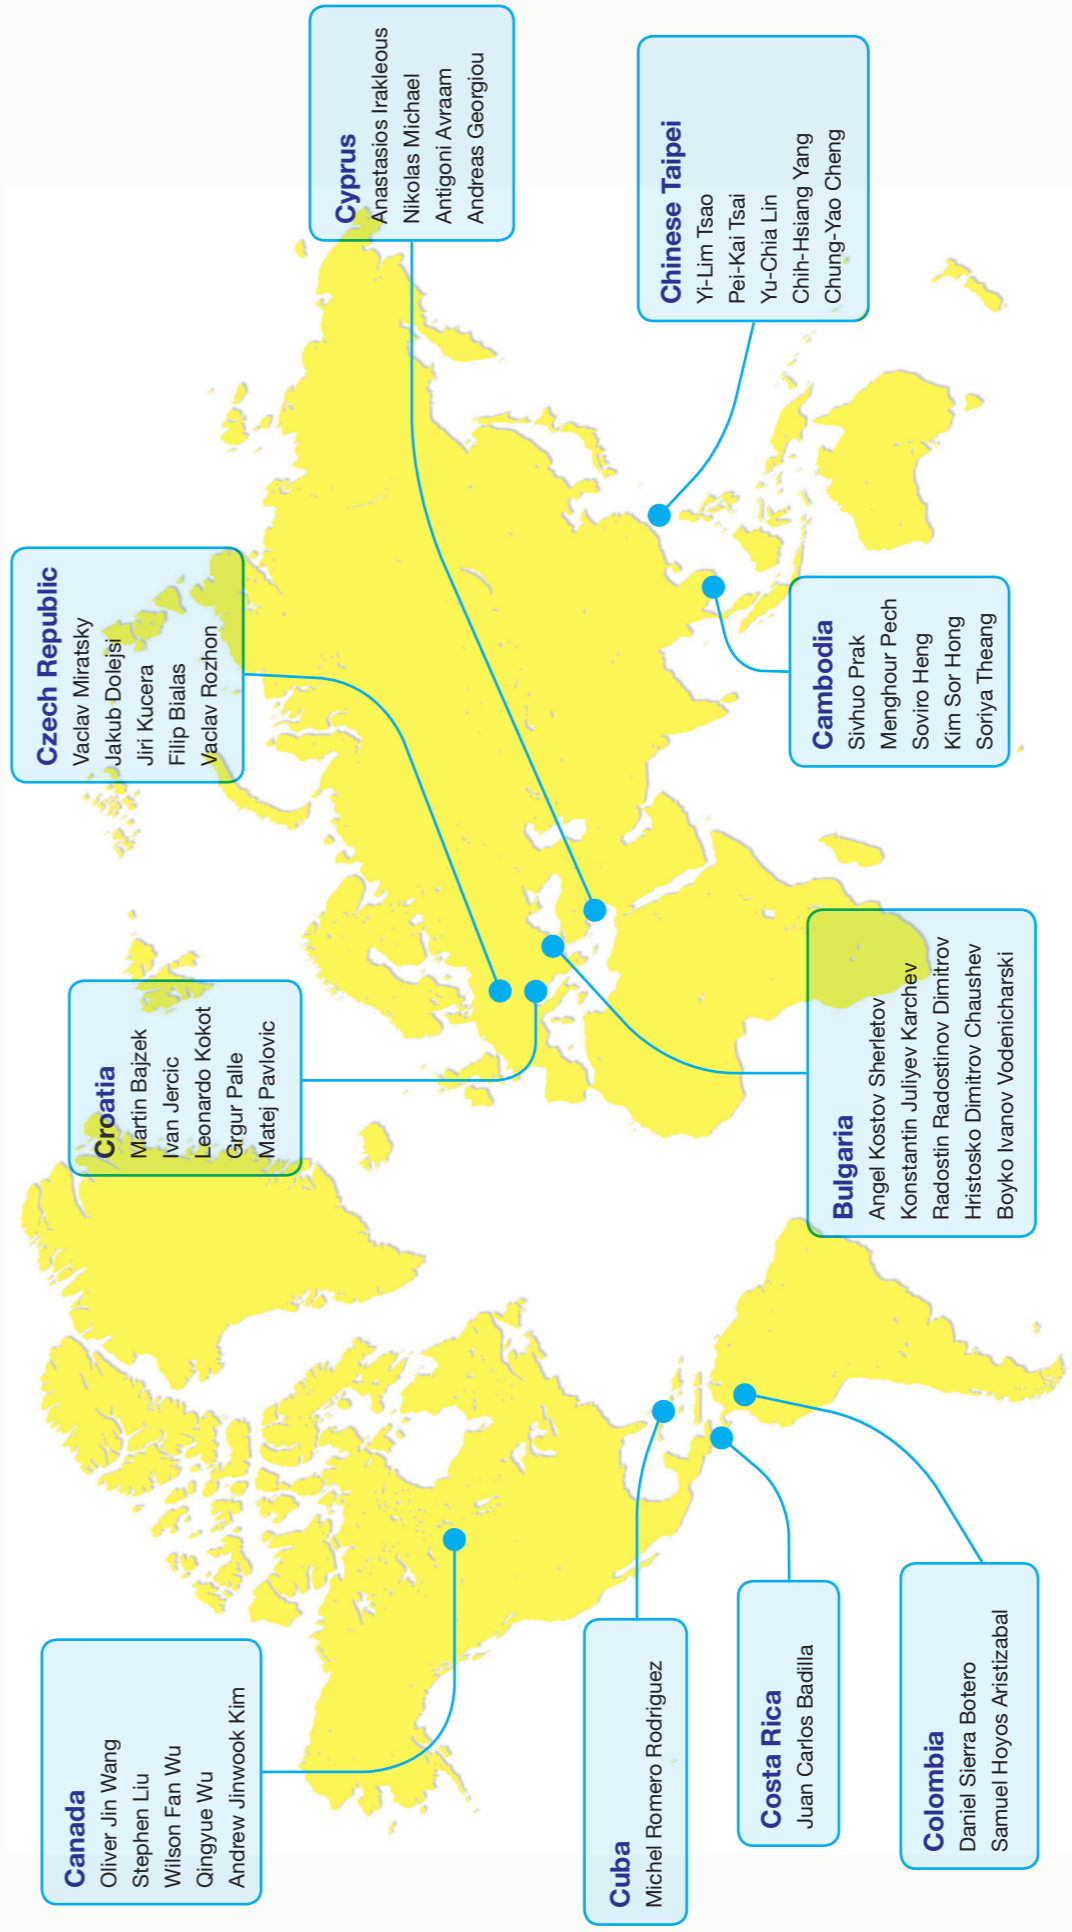 Canada
Oliver Jin Wang
Stephen Liu
Wilson Fan Wu
Qingyue Wu
Andrew Jinwook Kim
Croatia
Martin Bajzek
Ivan Jercic
Leonardo Kokot
Grgur Palle
Matej Pavlovic
Czech Republic
Vaclav Miratsky
Jakub Dolejsi
Jiri Kucera
Filip Bialas
Vaclav Rozhon
Cyprus
Anastasios Irakleous
Nikolas Michael
Antigoni Avraam
Andreas Georgiou
Cuba
Michel Romero Rodriguez
Costa Rica
Juan Carlos Badilla
Colombia
Daniel Sierra Botero
Samuel Hoyos Aristizabal
Bulgaria
Angel Kostov Sherletov
Konstantin Juliyev Karchev
Radostin Radostinov Dimitrov
Hristosko Dimitrov Chaushev
Boyko Ivanov Vodenicharski
Cambodia
Sivhuo Prak
Menghour Pech
Soviro Heng
Kim Sor Hong
Soriya Theang
Chinese Taipei
Yi-Lim Tsao
Pei-Kai Tsai
Yu-Chia Lin
Chih-Hsiang Yang
Chung-Yao Cheng